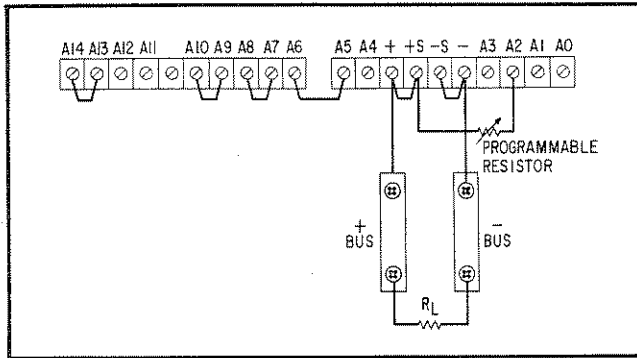 A14 A13 A12 A11 A10 A9 A8 A7 A6 A5 A4 + +S -S - A3 A2 A1 A0
PROGRAMMABLE
RESISTOR
+
BUS
-
BUS
RL